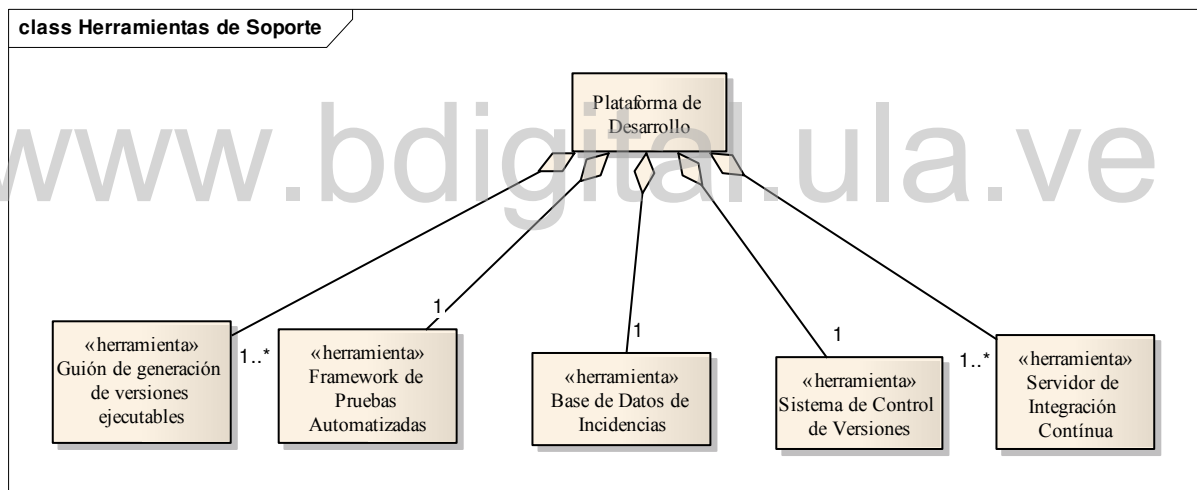 class Herramientas de Soporte
Plataforma de
Desarrollo
www.bdigital.ula.ve
«herramienta»
Guión de generación
de versiones
ejecutables
1..*
«herramienta»
Framework de
Pruebas
Automatizadas
1
«herramienta»
Base de Datos de
Incidencias
1
«herramienta»
Sistema de Control
de Versiones
1
«herramienta»
Servidor de
Integración
Contínua
1..*